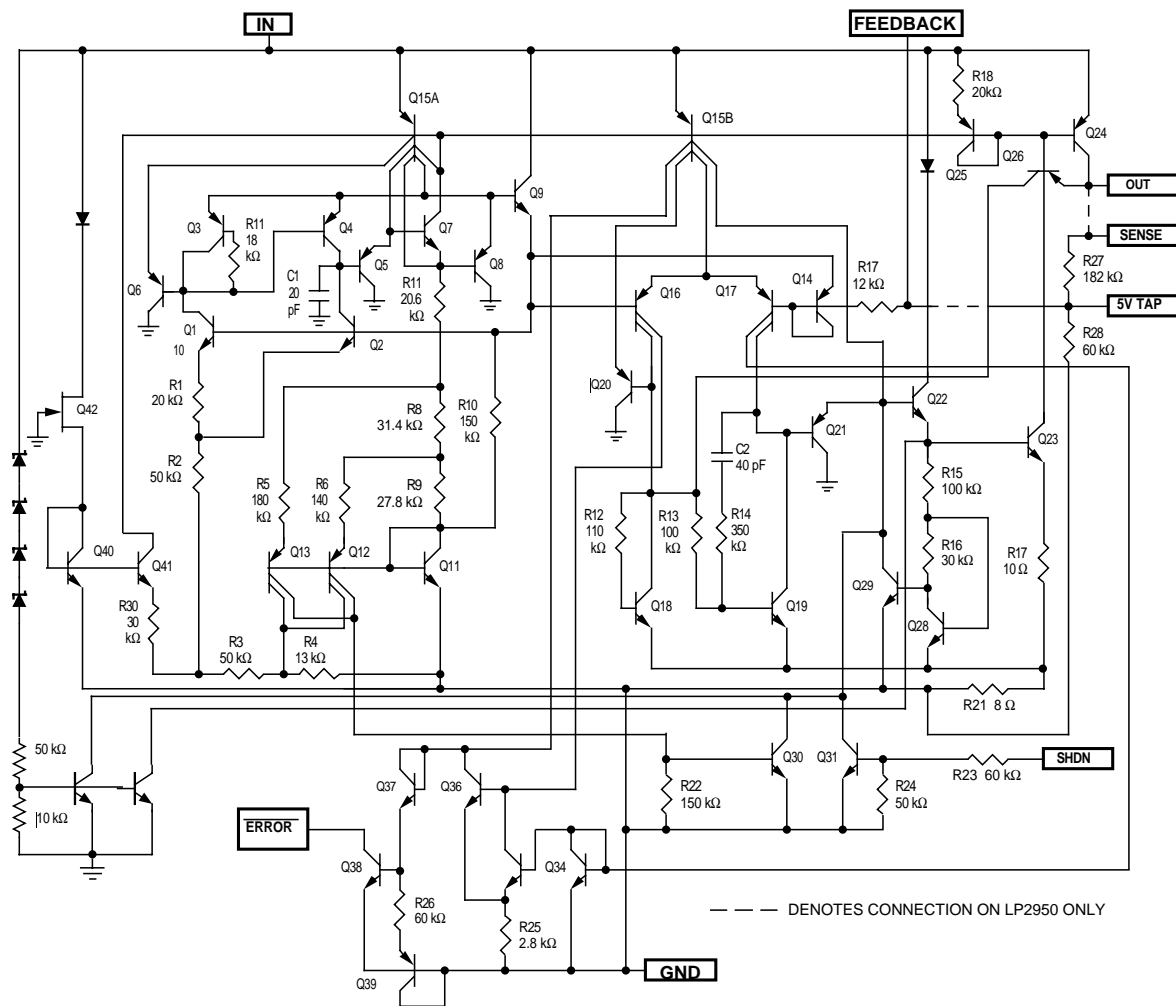 IN
FEEDBACK
R18
20kΩ
Q15A
Q15B
Q24
Q26
Q25
OUT
Q9
Q3
R11
18
kΩ
Q4
Q7
SENSE
Q5
Q8
R27
182 kΩ
C1
20
pF
R11
20.6
kΩ
Q6
Q16
Q17
Q14
R17
12 kΩ
5V TAP
Q1
10
Q2
R28
60 kΩ
R1
20 kΩ
Q20
Q22
Q42
R8
31.4 kΩ
R10
150
kΩ
Q21
Q23
R2
50 kΩ
C2
40 pF
R15
100 kΩ
R5
180
kΩ
R6
140
kΩ
R9
27.8 kΩ
R12
110
kΩ
R13
100
kΩ
R14
350
kΩ
R16
30 kΩ
R17
10 Ω
Q40
Q41
Q13
Q12
Q11
Q29
Q18
Q19
Q28
R30
30
kΩ
R3
50 kΩ
R4
13 kΩ
R21 8 Ω
50 kΩ
Q30
Q31
SHDN
R23 60 kΩ
Q37
Q36
R22
150 kΩ
R24
50 kΩ
10 kΩ
ERROR
Q38
Q34
R26
60 kΩ
R25
2.8 kΩ
DENOTES CONNECTION ON LP2950 ONLY
GND
Q39